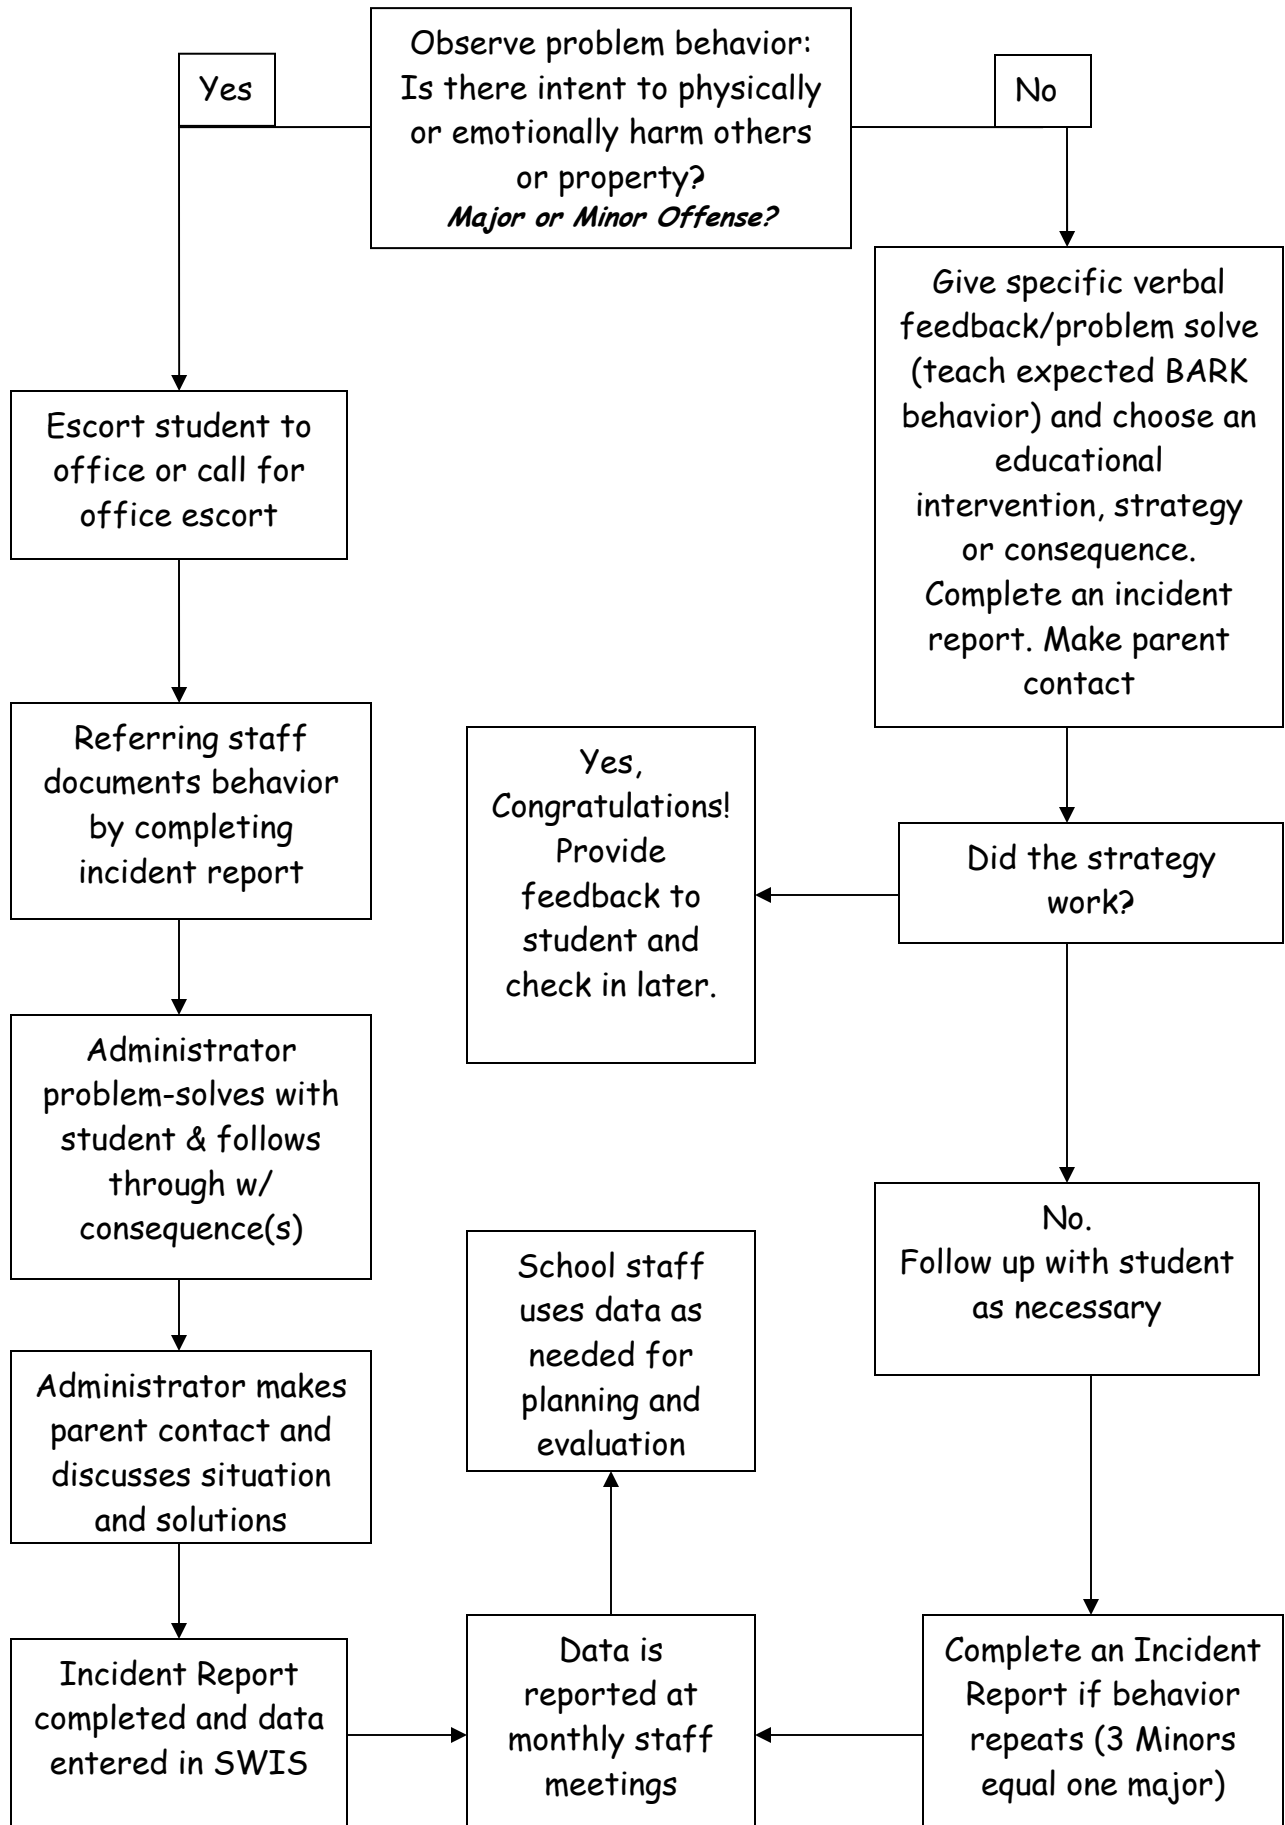 Observe problem behavior:
Is there intent to physically
or emotionally harm others
or property?
Major or Minor Offense?
Yes
No
Escort student to
office or call for
office escort
Referring staff
documents behavior
by completing
incident report
Administrator
problem-solves with
student & follows
through w/
consequence(s)
Administrator makes
parent contact and
discusses situation
and solutions
Incident Report
completed and data
entered in SWIS
Give specific verbal
feedback/problem solve
(teach expected BARK
behavior) and choose an
educational
intervention, strategy
or consequence.
Complete an incident
report. Make parent
contact
Did the strategy
work?
Yes,
Congratulations!
Provide
feedback to
student and
check in later.
No.
Follow up with student
as necessary
Complete an Incident
Report if behavior
repeats (3 Minors
equal one major)
Data is
reported at
monthly staff
meetings
School staff
uses data as
needed for
planning and
evaluation